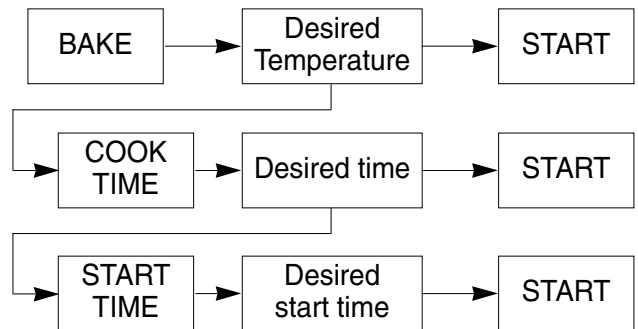 BAKE
Desired
Temperature
START
COOK
TIME
Desired time
START
START
TIME
Desired
start time
START